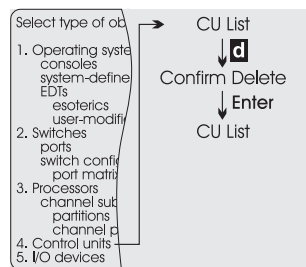 Select type of ob
1. Operating syste
consoles
system-define
EDTs
esoterics
user-modifi
2. Switches
ports
switch confi
port matri
3. Processors
channel sub
partitions
channel p
4. Control units
5. I/O devices
CU List
d
Confirm Delete
Enter
CU List